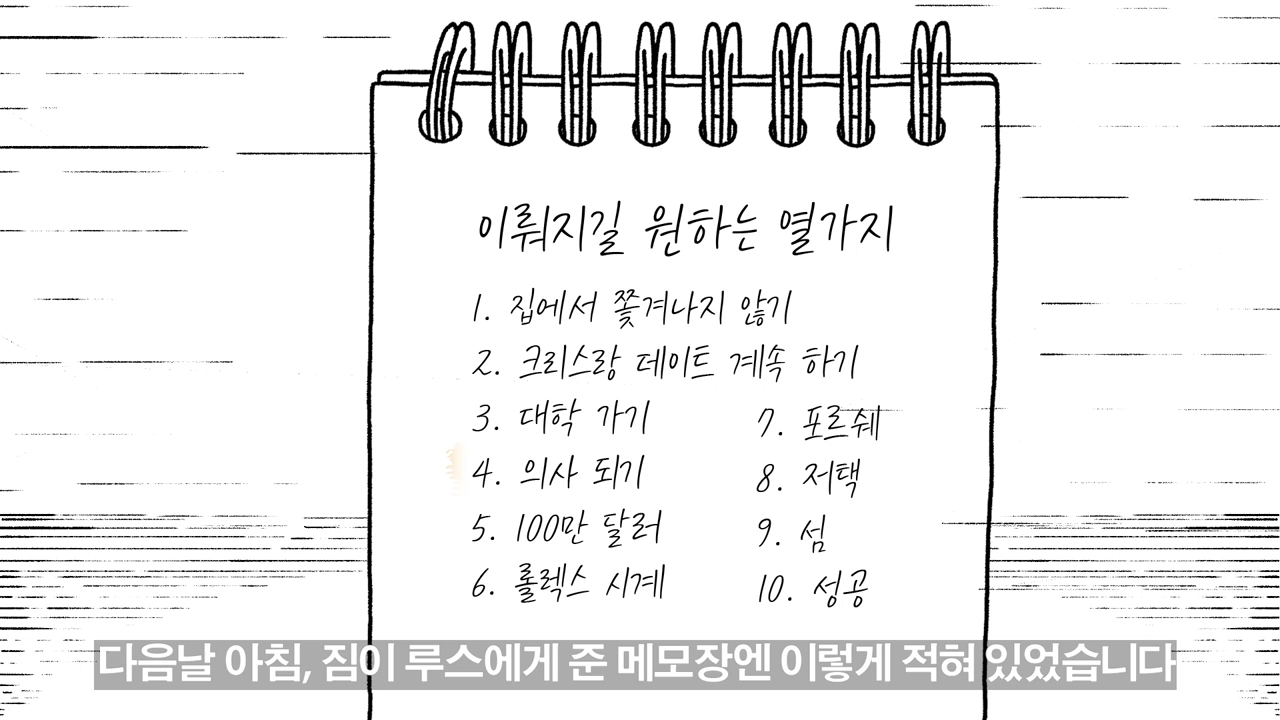 이뤄지길 원하는 열가지
1. 집에서 쫓겨나지 않기
2. 크리스랑 데이트 계속 하기
3. 대학 가기
4. 의사 되기
5. 100만 달러
6. 롤렉스 시계
7. 포르쉐
8. 저택
9. 섬
10. 성공
다음날 아침, 짐이 루스에게 준 메모장엔 이렇게 적혀 있었습니다